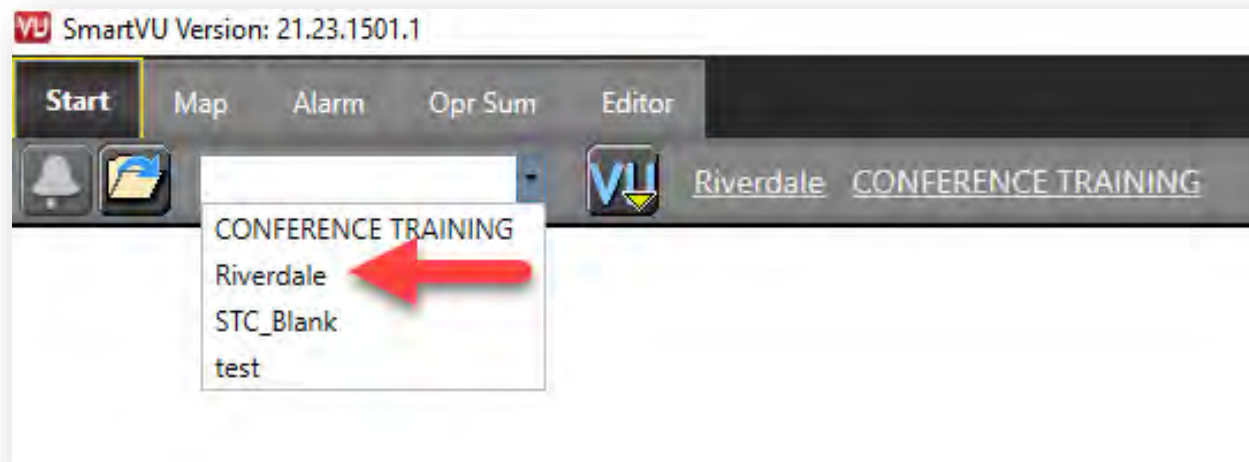 VU SmartVU Version: 21.23.1501.1
Start Map Alarm Opr Sum Editor
VU Riverdale CONFERENCE TRAINING
CONFERENCE TRAINING
Riverdale
STC_Blank
test